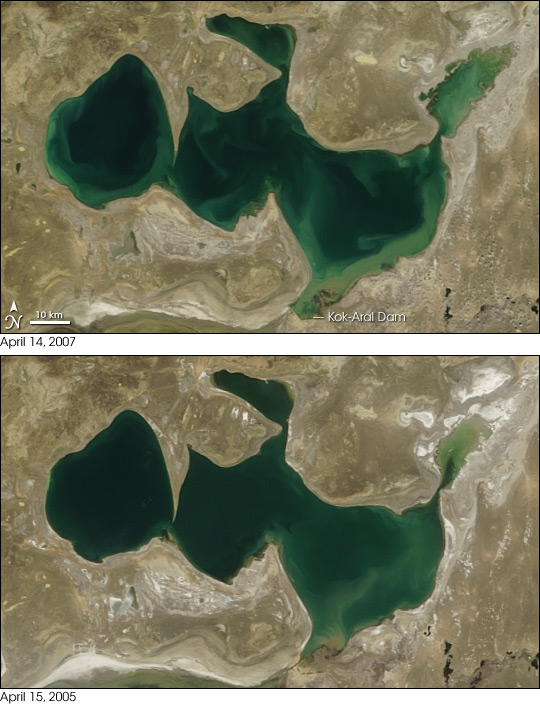 N
10 km
Kok-Aral Dam
April 14, 2007
April 15, 2005